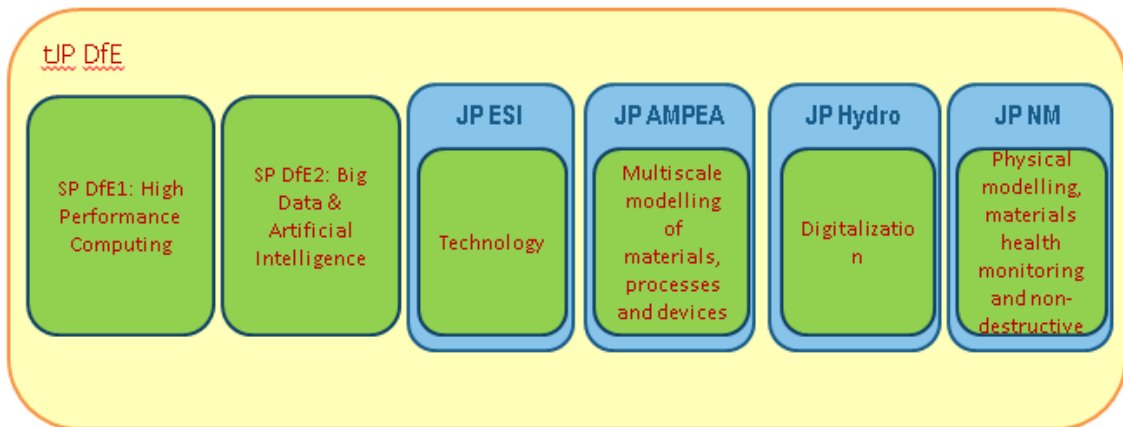 tJP DfE
SP DfE1: High
Performance
Computing
SP DfE2: Big
Data &
Artificial
Intelligence
JP ESI
Technology
JP AMPEA
Multiscale
modelling
of
materials,
processes
and devices
JP Hydro
Digitalizatio
n
JP NM
Physical
modelling,
materials
health
monitoring
and non-
destructive